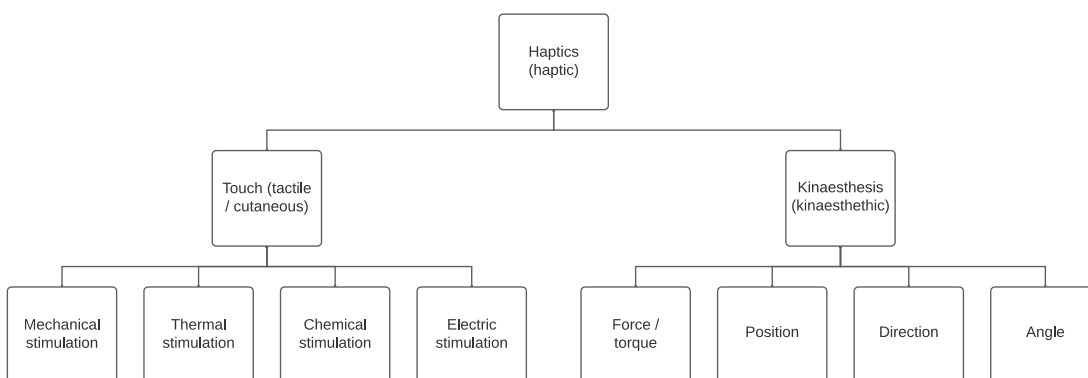 Haptics
(haptic)
Touch (tactile
/ cutaneous)
Kinaesthesis
(kinaesthethic)
Mechanical
stimulation
Thermal
stimulation
Chemical
stimulation
Electric
stimulation
Force /
torque
Position
Direction
Angle